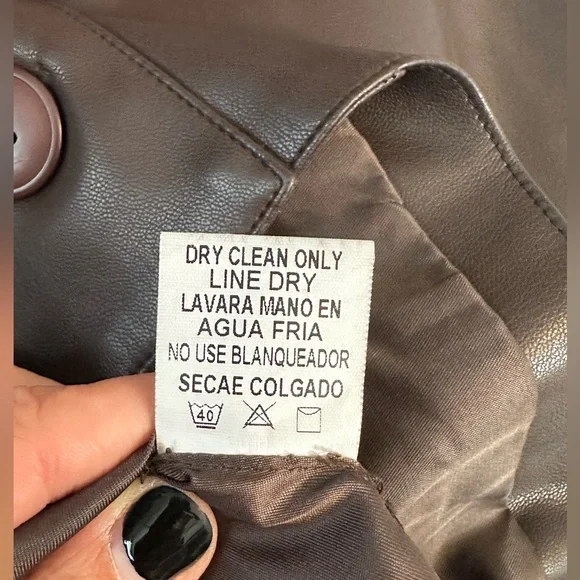 DRY CLEAN ONLY
LINE DRY
LAVARA MANO EN
AGUA FRIA
NO USE BLANQUEADOR
SECAE COLGADO
40